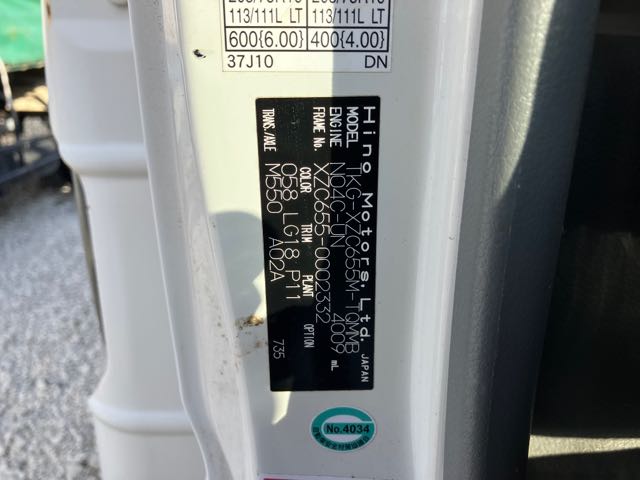 113/111L LT 113/111L LT
600{6.00} 400{4.00}
37J10 DN
Hino Motors,Ltd. JAPAN
MODEL TKG-XZC655M-TQMMB
ENGINE N04C-UN 4009 mL
FRAME No. XZC655-0002332
COLOR TRIM PLANT OPTION
058 LG18 P11
TRANS./AXLE M550 A02A
735
No.4034